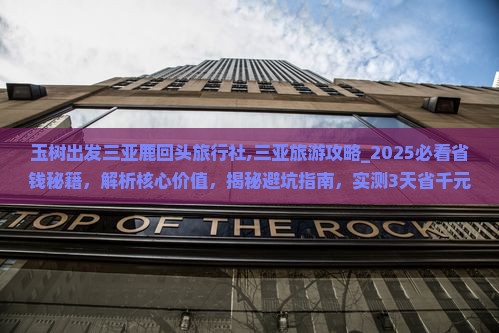 玉树出发三亚雁回头旅行社,三亚旅游攻略_2025必看省
钱秘籍，解析核心价值，揭秘避坑指南，实测3天省千元
TOP OF THE ROCK